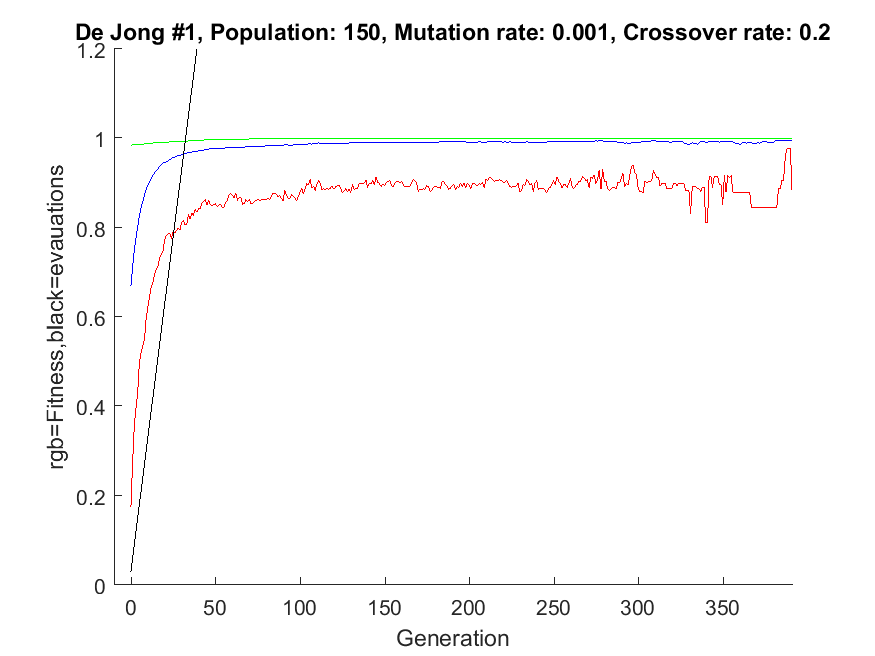 De Jong #1, Population: 150, Mutation rate: 0.001, Crossover rate: 0.2
1.2
1
0.8
0.6
0.4
0.2
0
rgb=Fitness,black=evauations
0 50 100 150 200 250 300 350
Generation